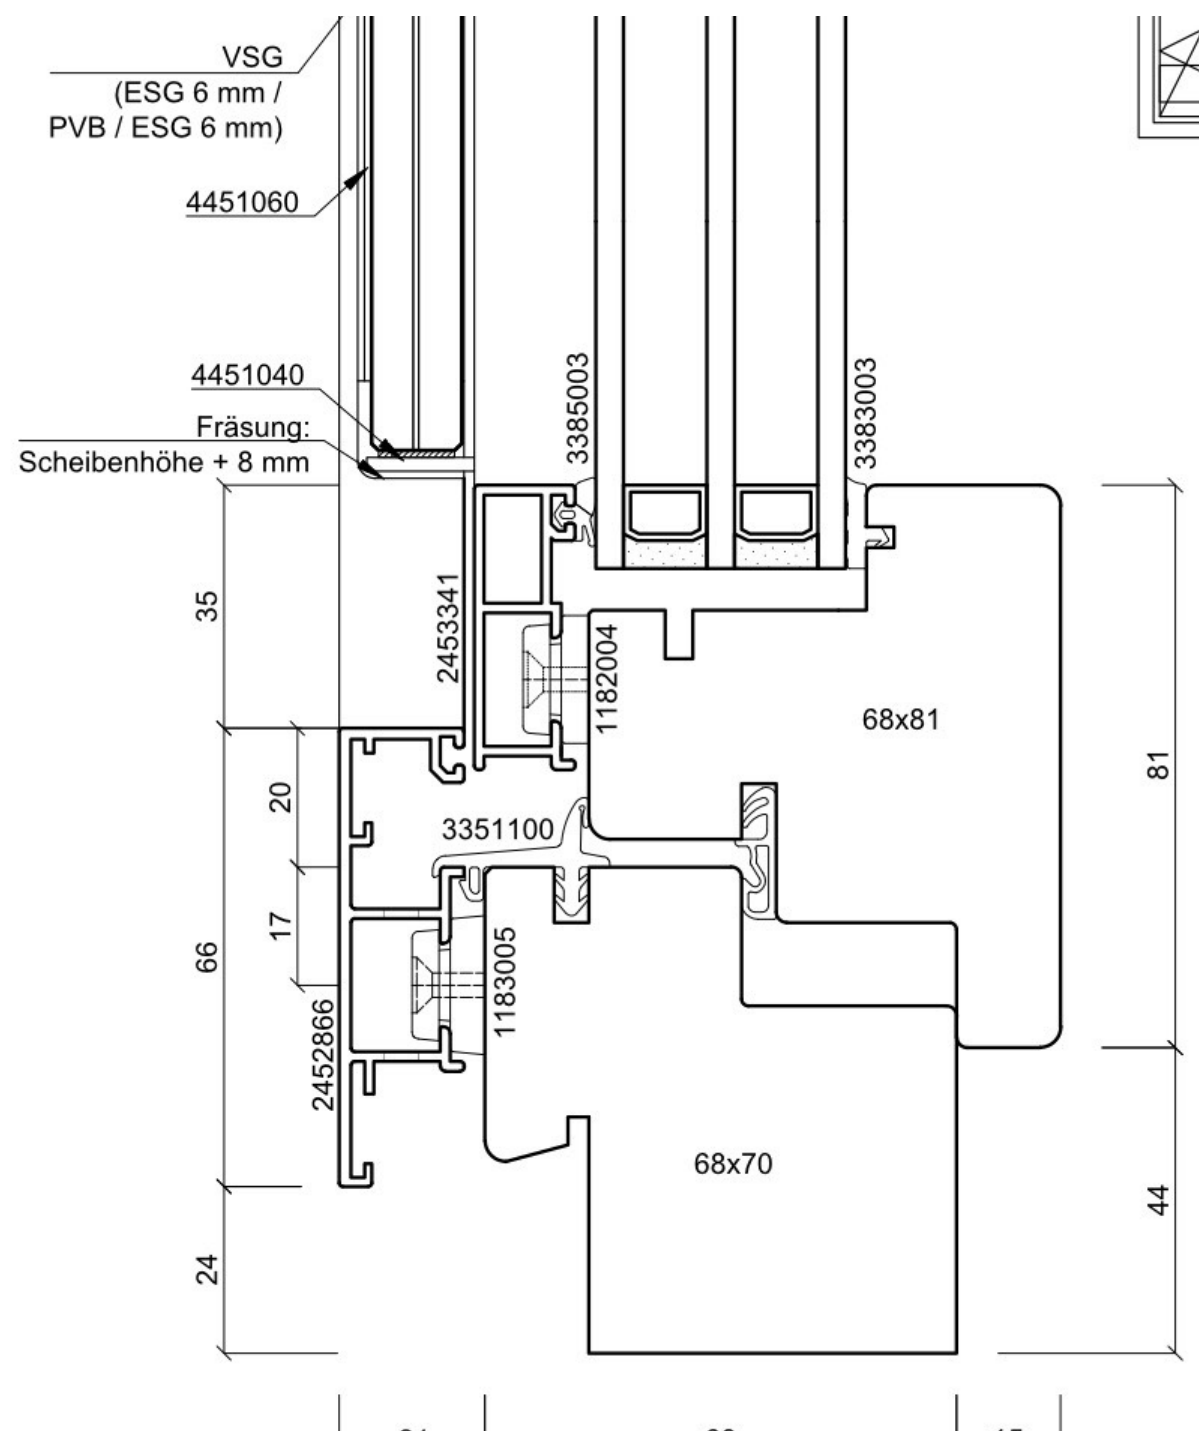 VSG
(ESG 6 mm /
PVB / ESG 6 mm)
4451060
4451040
Fräsung:
Scheibenhöhe + 8 mm
3385003
3383003
35
2453341
1182004
68x81
81
20
3351100
17
66
1183005
2452866
68x70
44
24